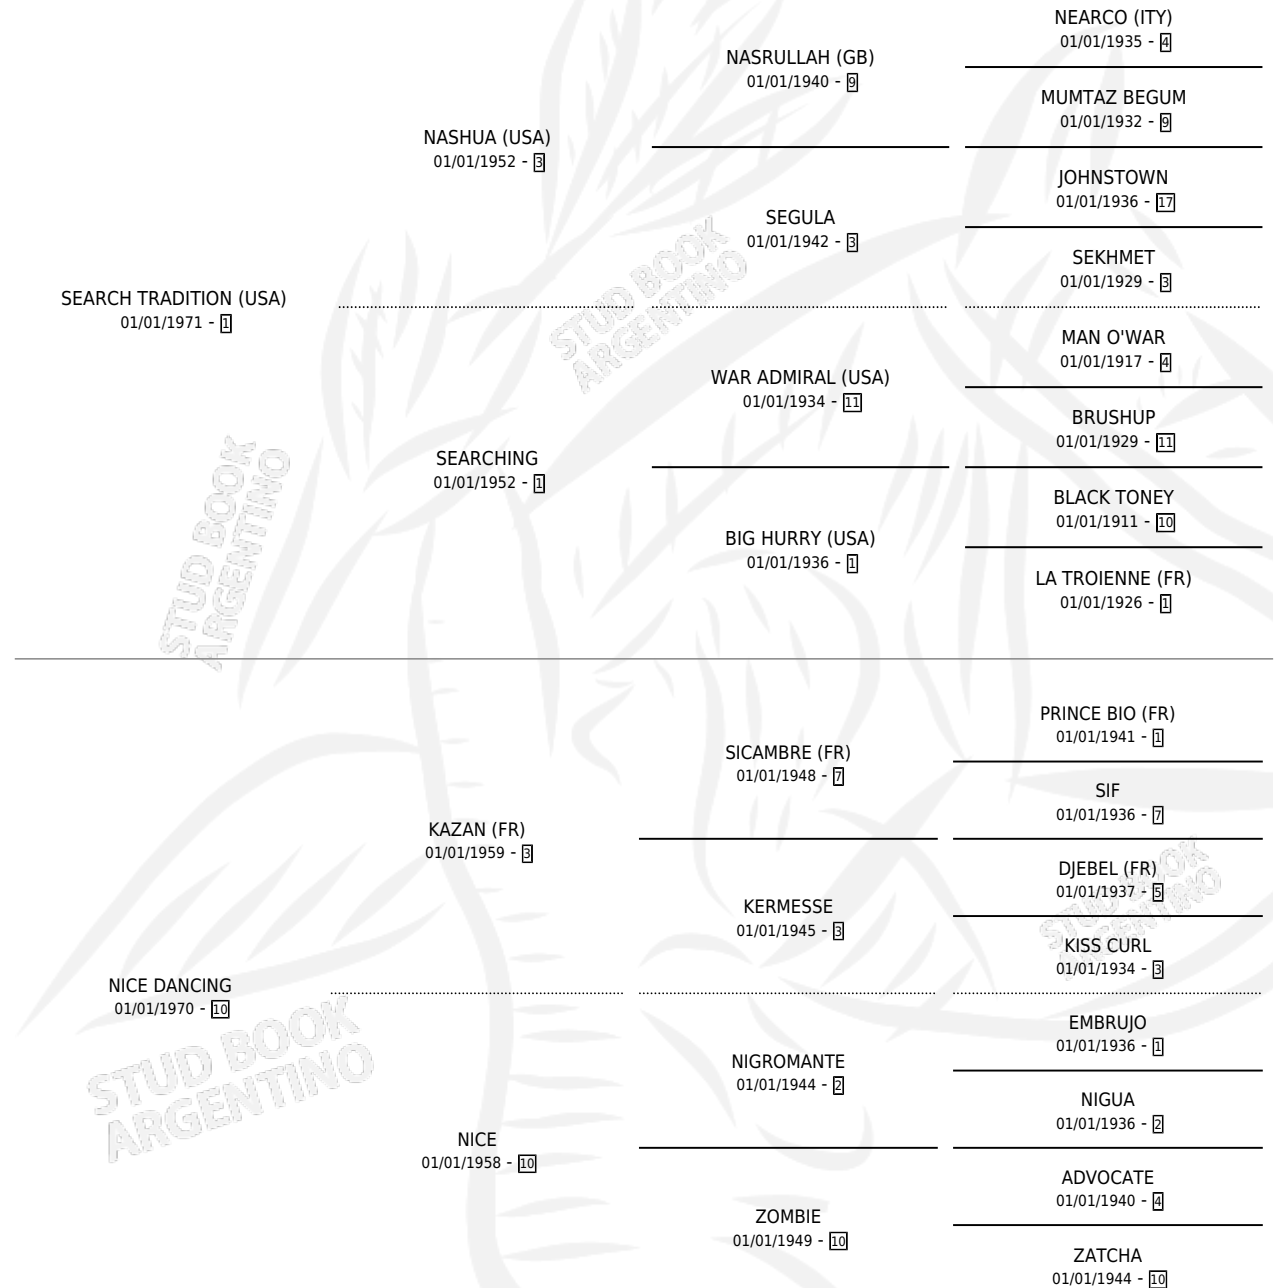 NEARCO (ITY)
01/01/1935 - 4
NASRULLAH (GB)
01/01/1940 - 9
MUMTAZ BEGUM
01/01/1932 - 9
NASHUA (USA)
01/01/1952 - 3
JOHNSTOWN
01/01/1936 - 17
SEGULA
01/01/1942 - 3
SEKHMET
01/01/1929 - 3
SEARCH TRADITION (USA)
01/01/1971 - 1
MAN O'WAR
01/01/1917 - 4
WAR ADMIRAL (USA)
01/01/1934 - 11
BRUSHUP
01/01/1929 - 11
SEARCHING
01/01/1952 - 1
BLACK TONEY
01/01/1911 - 10
BIG HURRY (USA)
01/01/1936 - 1
LA TROIENNE (FR)
01/01/1926 - 1
PRINCE BIO (FR)
01/01/1941 - 1
SICAMBRE (FR)
01/01/1948 - 7
SIF
01/01/1936 - 7
KAZAN (FR)
01/01/1959 - 3
DJEBEL (FR)
01/01/1937 - 5
KERMESSE
01/01/1945 - 3
KISS CURL
01/01/1934 - 3
NICE DANCING
01/01/1970 - 10
EMBRUJO
01/01/1936 - 1
NIGROMANTE
01/01/1944 - 2
NIGUA
01/01/1936 - 2
NICE
01/01/1958 - 10
ADVOCATE
01/01/1940 - 4
ZOMBIE
01/01/1949 - 10
ZATCHA
01/01/1944 - 10
STUD BOOK
ARGENTINO
STUD BOOK
ARGENTINO
STUD BOOK
ARGENTINO
STUD BOOK
ARGENTINO